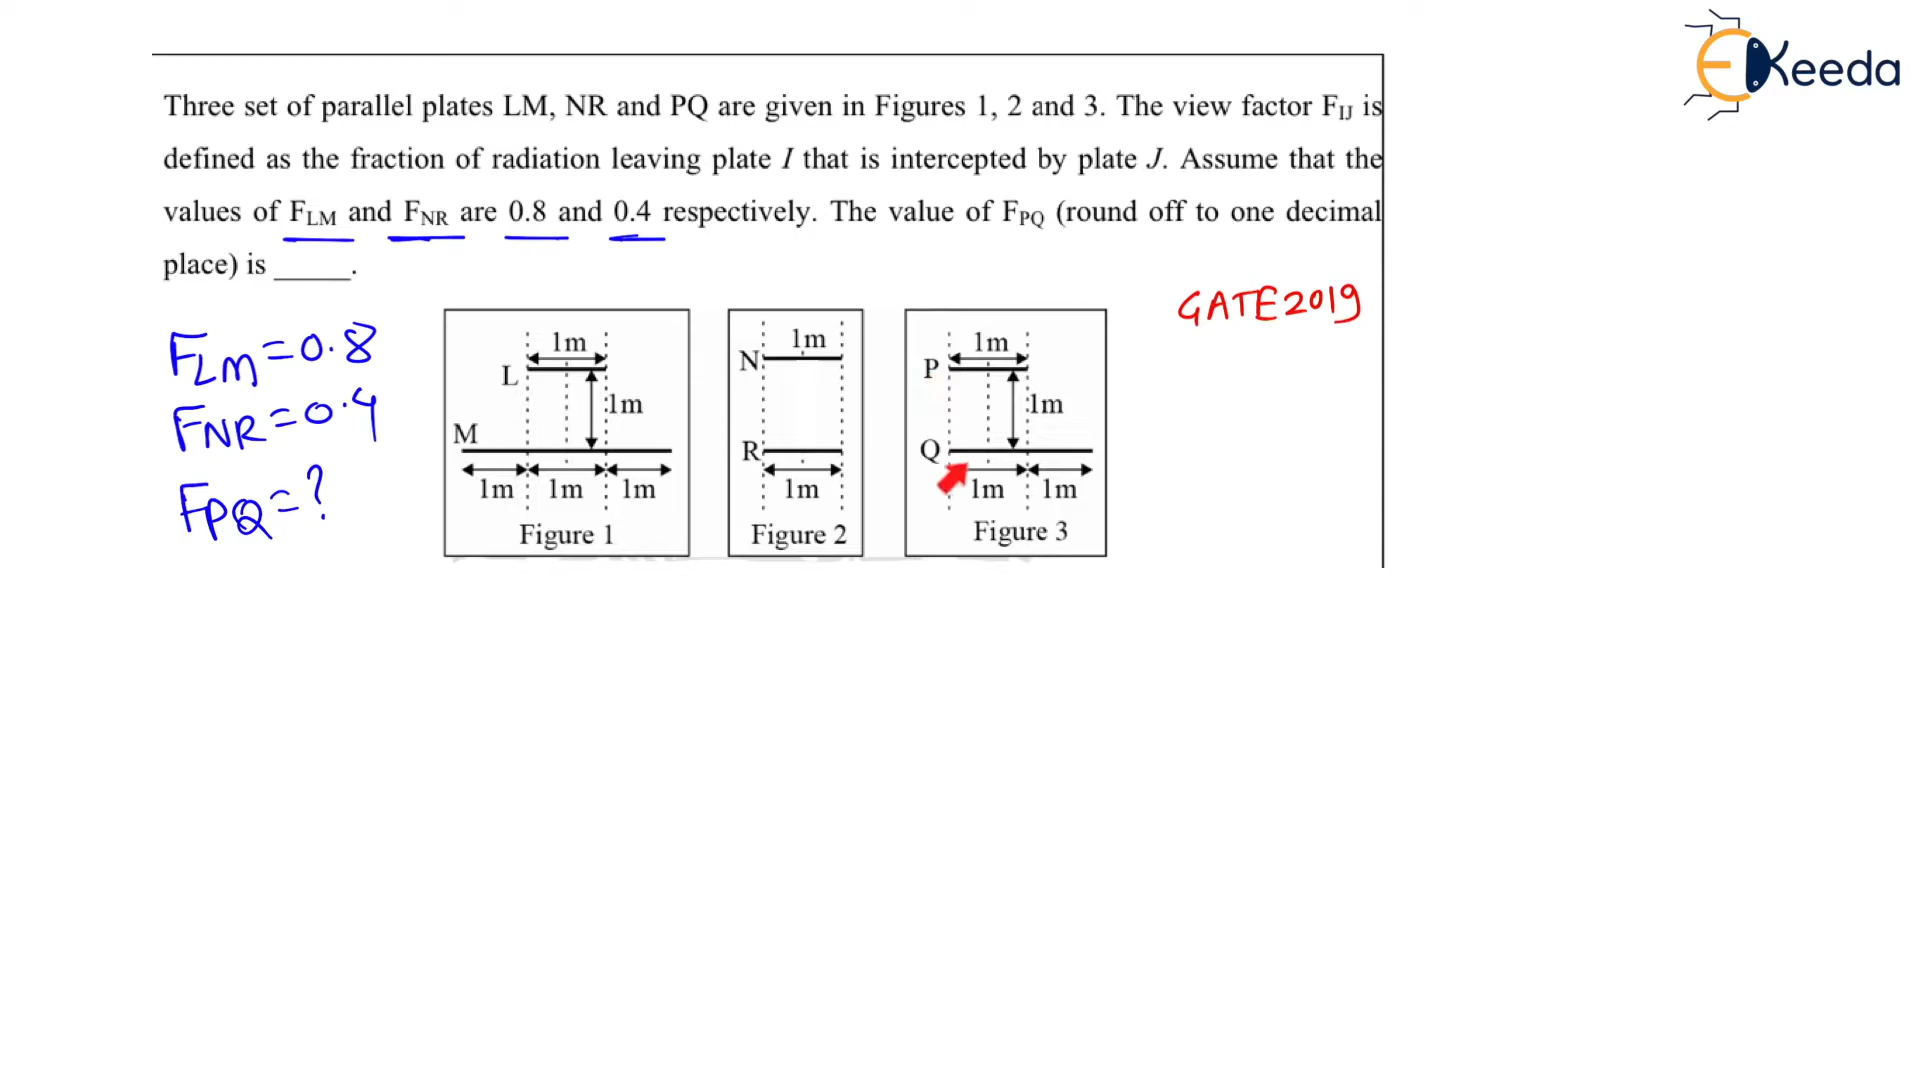 Keeda
Three set of parallel plates LM, NR and PQ are given in Figures 1, 2 and 3. The view factor FIJ is
defined as the fraction of radiation leaving plate I that is intercepted by plate J. Assume that the
values of FLM and FNR are 0.8 and 0.4 respectively. The value of FPQ (round off to one decimal
place) is _____.
GATE2019
FLM=0.8
FNR=0.4
FPQ=?
1m
L
1m
M
1m 1m 1m
Figure 1
1m
N
R
1m
Figure 2
1m
P
1m
Q
1m 1m
Figure 3